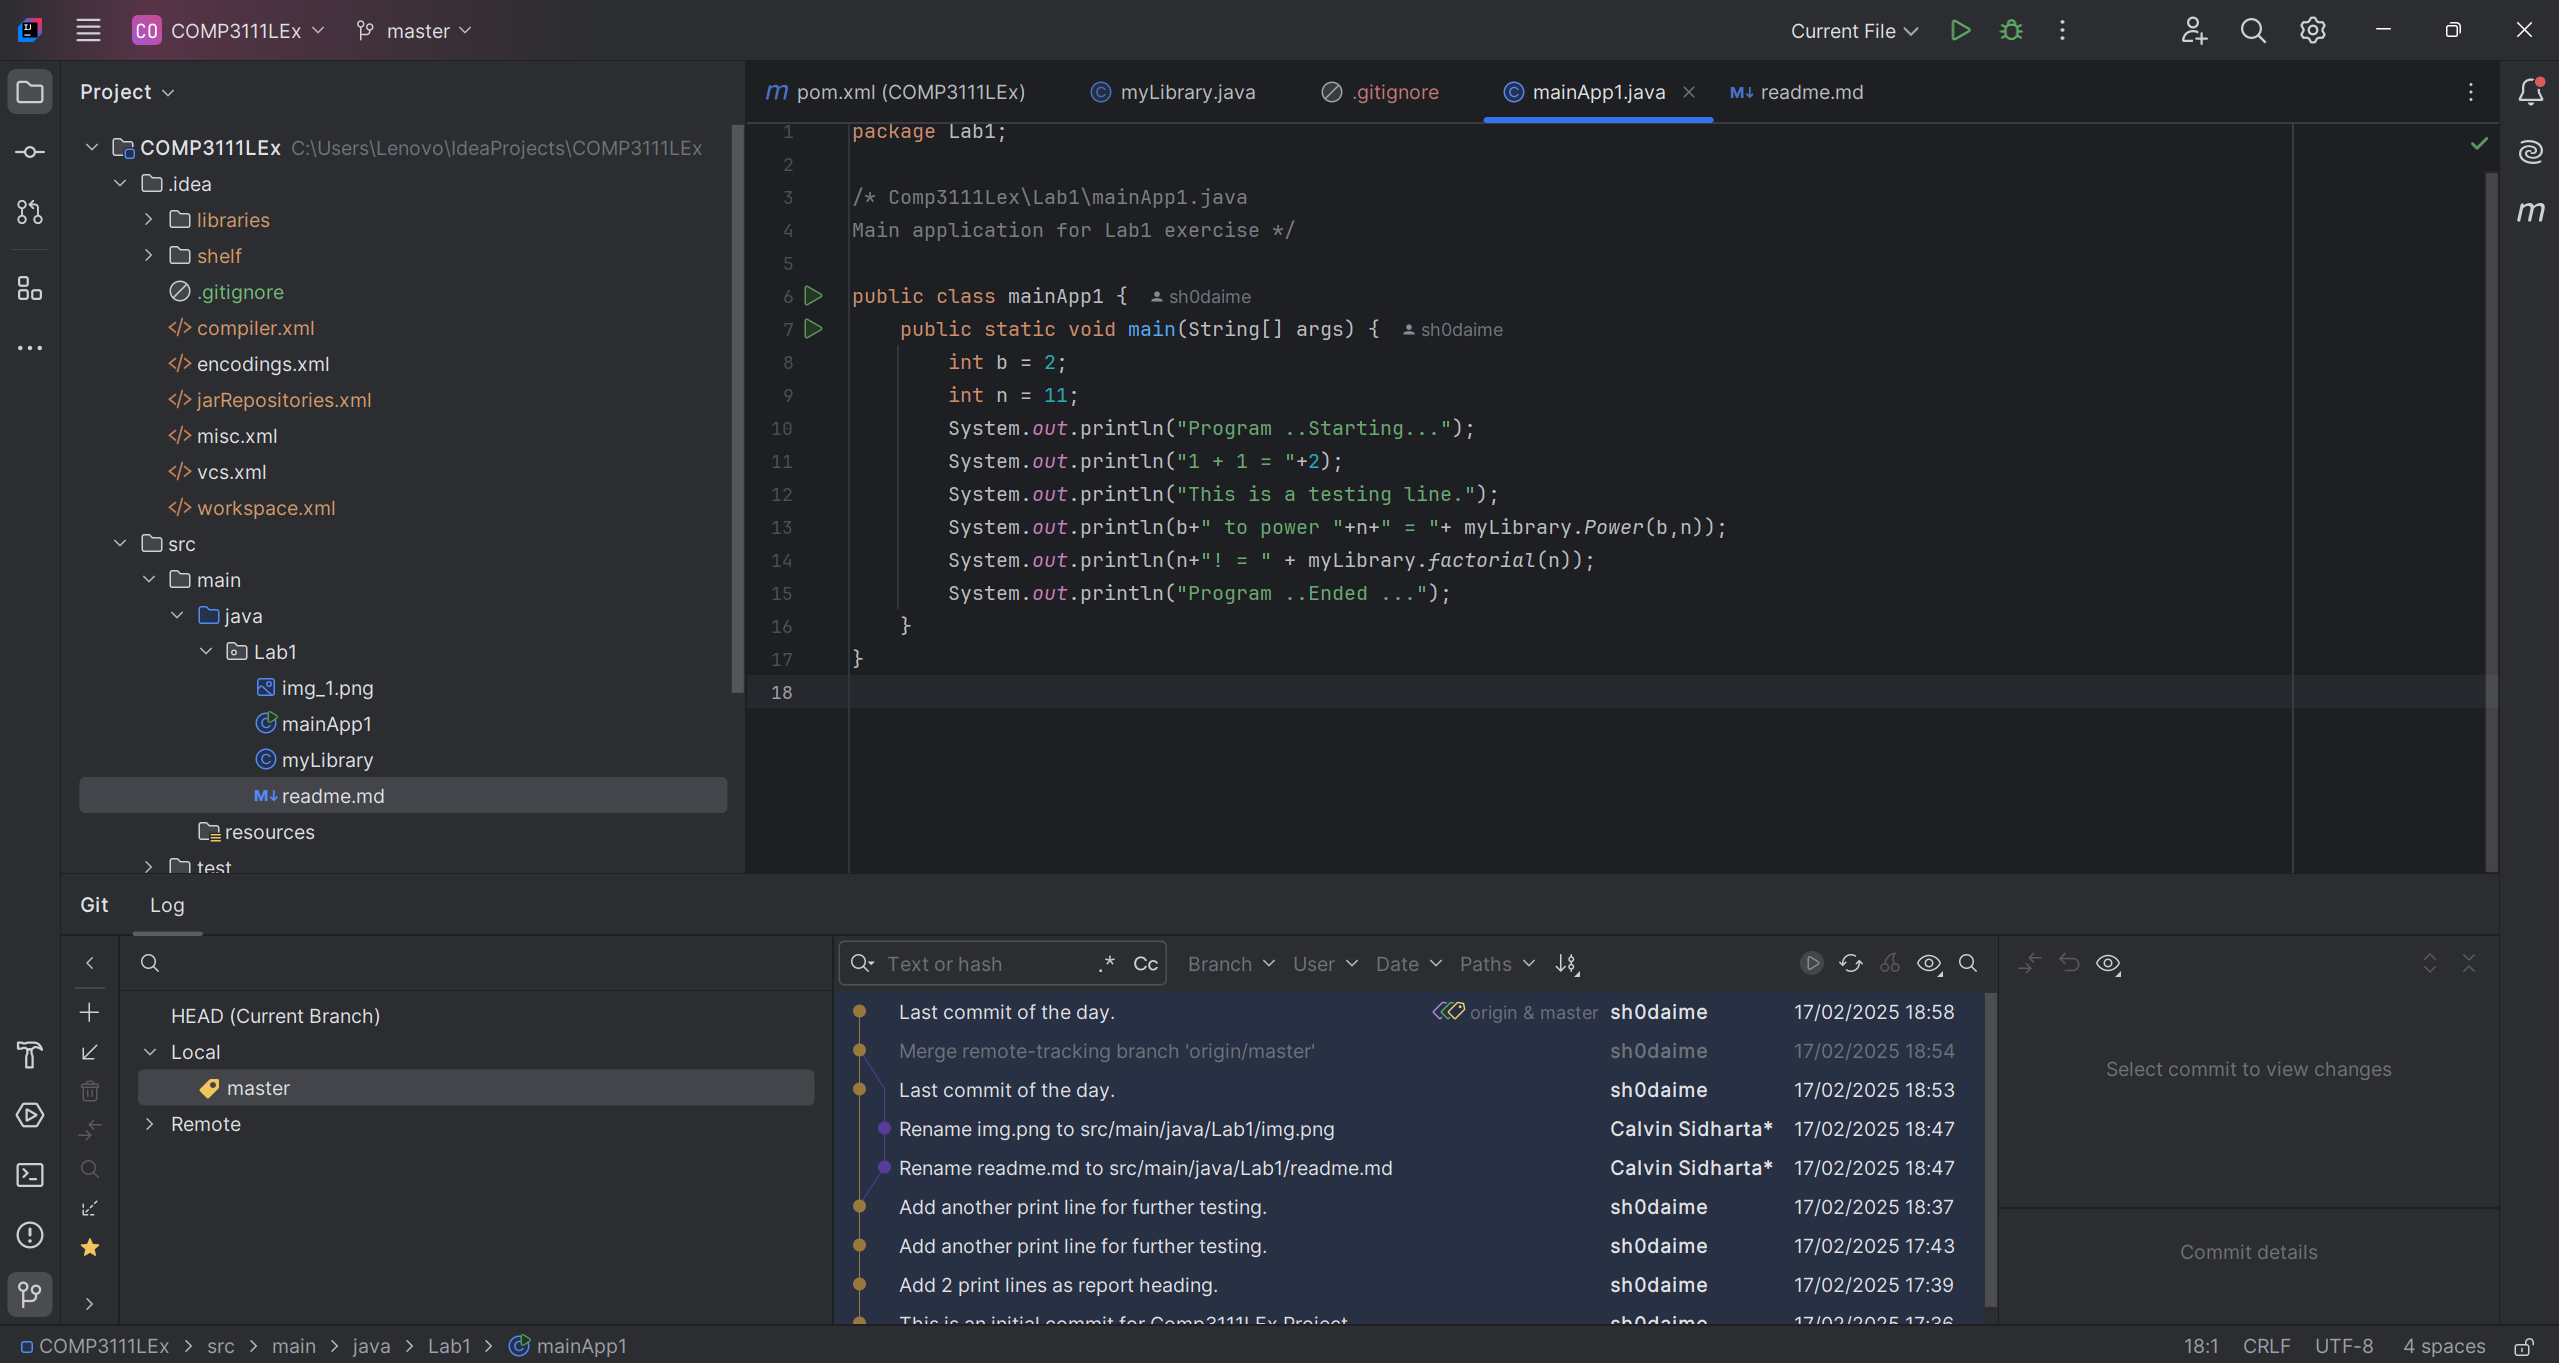 CO COMP3111LEx master Current File
Project
COMP3111LEx C:\Users\Lenovo\IdeaProjects\COMP3111LEx
.idea
libraries
shelf
.gitignore
</> compiler.xml
</> encodings.xml
</> jarRepositories.xml
</> misc.xml
</> vcs.xml
</> workspace.xml
src
main
java
Lab1
img_1.png
mainApp1
myLibrary
M↓ readme.md
resources
test
m pom.xml (COMP3111LEx) myLibrary.java .gitignore mainApp1.java M↓ readme.md
1 package Lab1;
2
3 /* Comp3111Lex\Lab1\mainApp1.java
4 Main application for Lab1 exercise */
5
6 public class mainApp1 { sh0daime
7 public static void main(String[] args) { sh0daime
8 int b = 2;
9 int n = 11;
10 System.out.println("Program ..Starting...");
11 System.out.println("1 + 1 = "+2);
12 System.out.println("This is a testing line.");
13 System.out.println(b+" to power "+n+" = "+ myLibrary.Power(b,n));
14 System.out.println(n+"! = " + myLibrary.factorial(n));
15 System.out.println("Program ..Ended ...");
16 }
17 }
18
m
Git Log
HEAD (Current Branch)
Local
master
Remote
Text or hash .* Cc Branch User Date Paths
Last commit of the day. origin & master sh0daime 17/02/2025 18:58
Merge remote-tracking branch 'origin/master' sh0daime 17/02/2025 18:54
Last commit of the day. sh0daime 17/02/2025 18:53
Rename img.png to src/main/java/Lab1/img.png Calvin Sidharta* 17/02/2025 18:47
Rename readme.md to src/main/java/Lab1/readme.md Calvin Sidharta* 17/02/2025 18:47
Add another print line for further testing. sh0daime 17/02/2025 18:37
Add another print line for further testing. sh0daime 17/02/2025 17:43
Add 2 print lines as report heading. sh0daime 17/02/2025 17:39
This is an initial commit for Comp3111LEx Project sh0daime 17/02/2025 17:36
Select commit to view changes
Commit details
COMP3111LEx > src > main > java > Lab1 > mainApp1
18:1 CRLF UTF-8 4 spaces